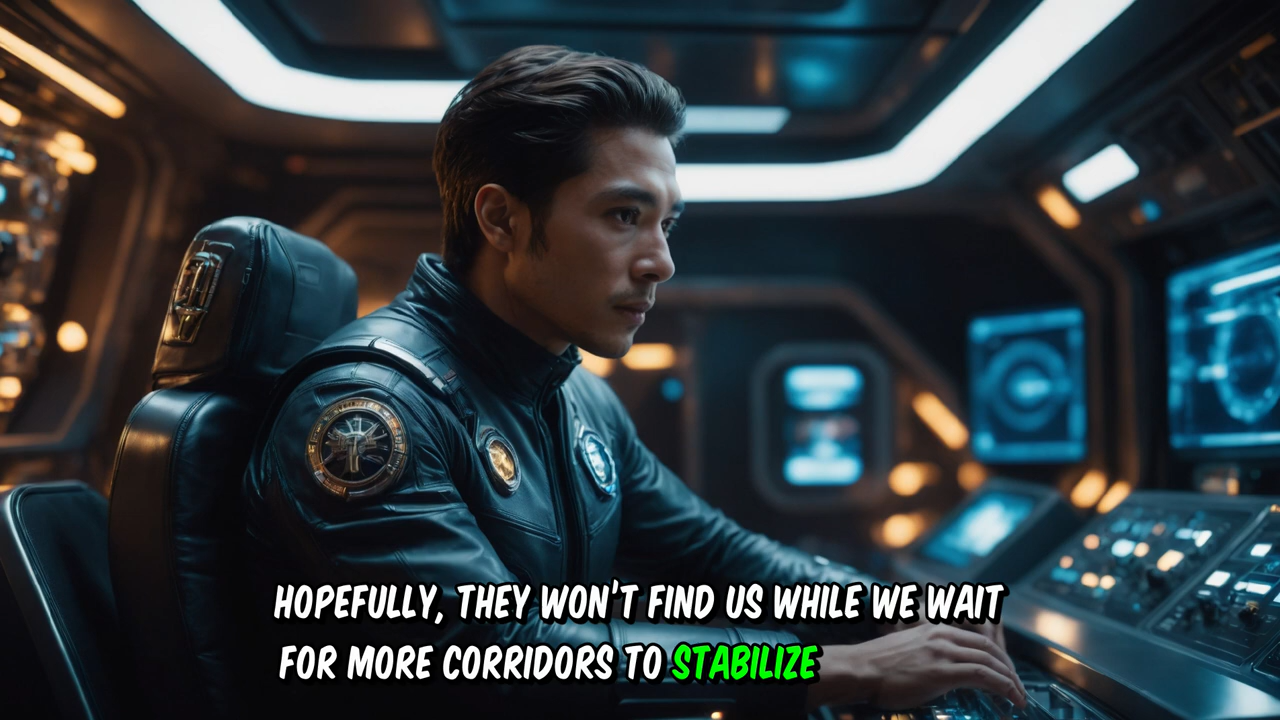 HOPEFULLY, THEY WON'T FIND US WHILE WE WAIT
FOR MORE CORRIDORS TO STABILIZE